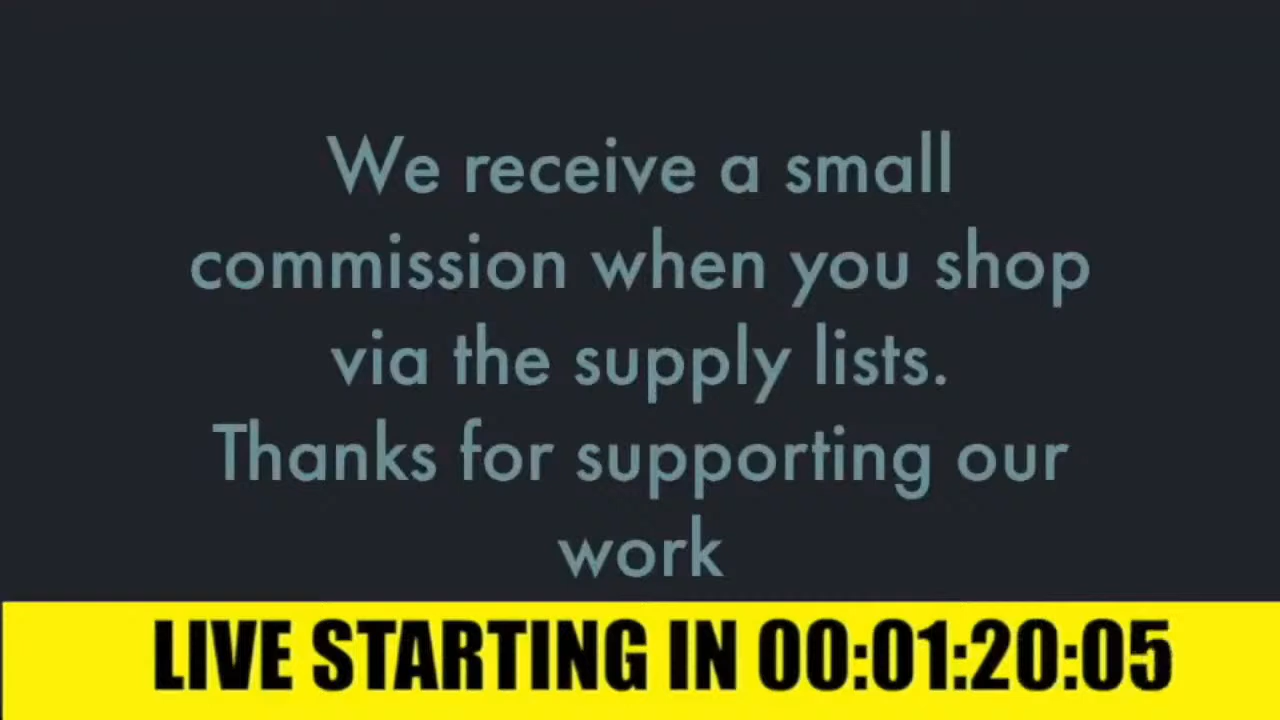 We receive a small
commission when you shop
via the supply lists.
Thanks for supporting our
work
LIVE STARTING IN 00:01:20:05